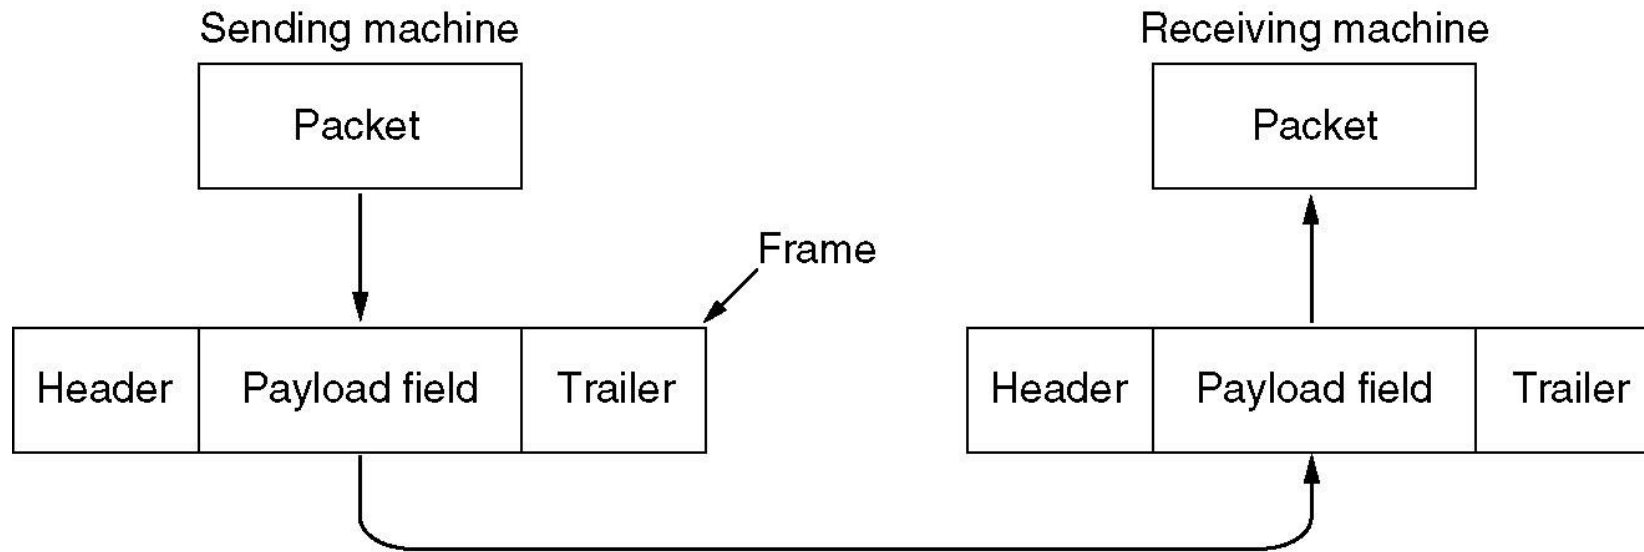 Sending machine
Receiving machine
Packet
Packet
Frame
Header
Payload field
Trailer
Header
Payload field
Trailer